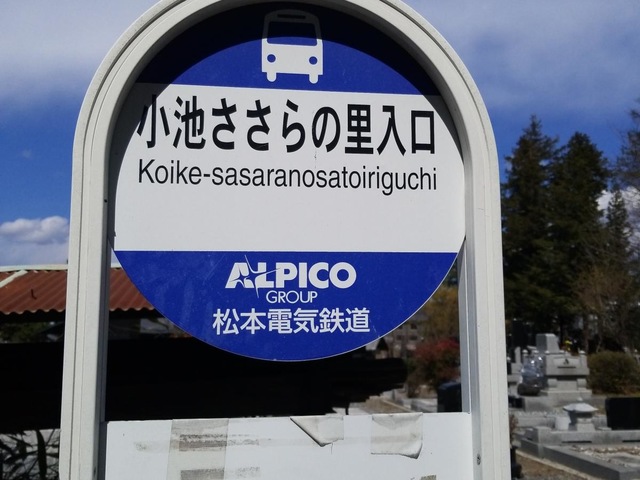 小池ささらの里入口
Koike-sasaranosatoiriguchi
ALPICO
GROUP
松本電気鉄道